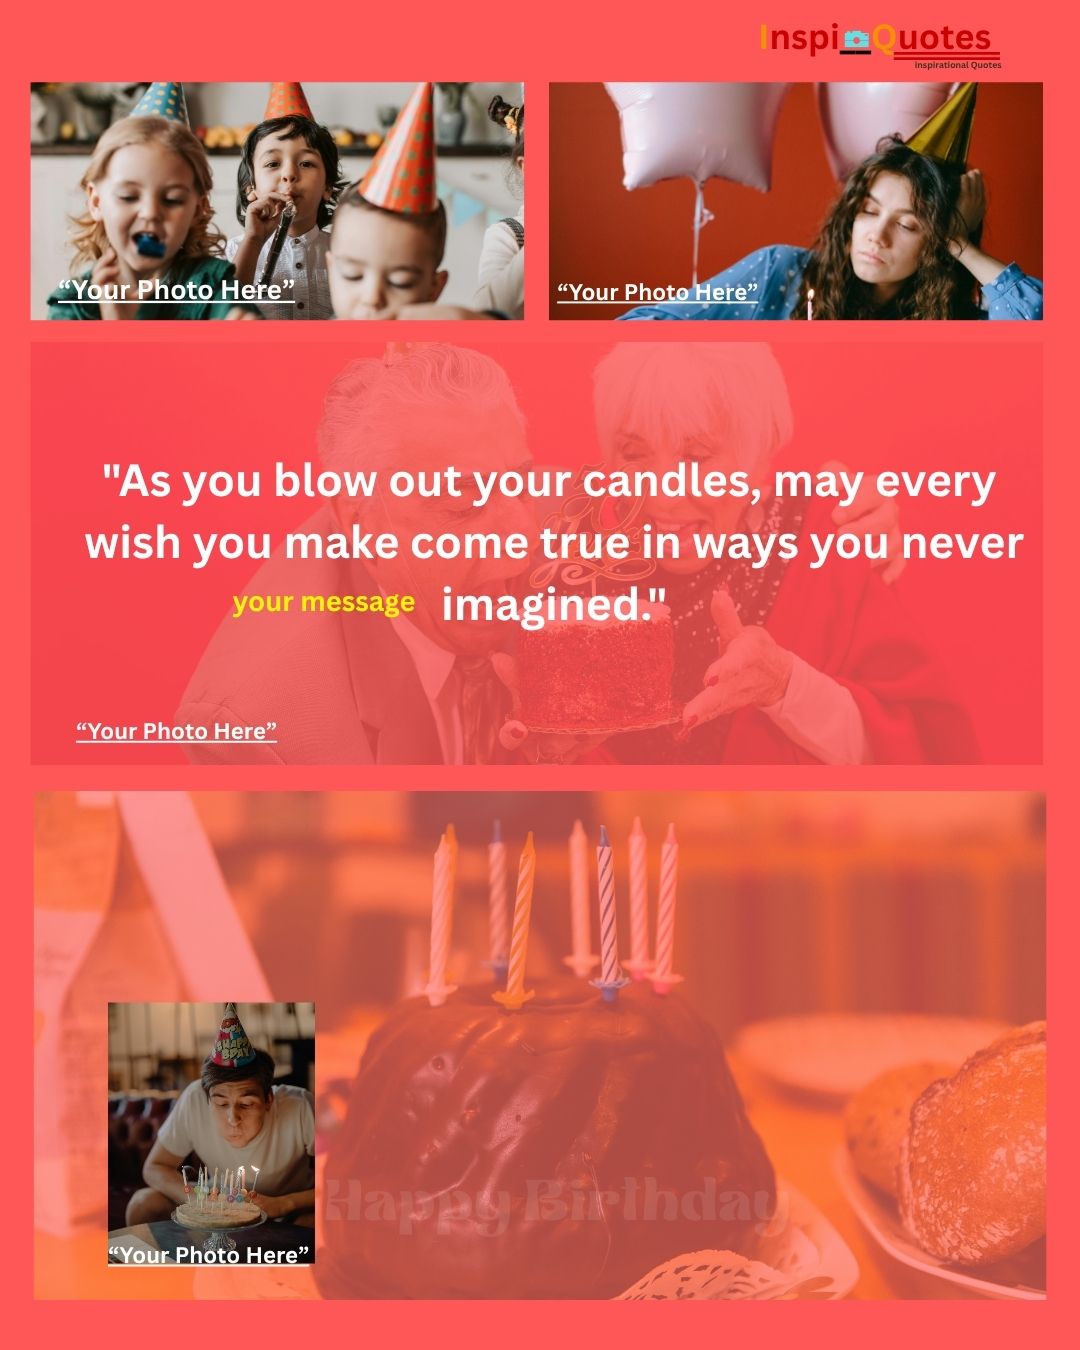 InspiQuotes
inspirational Quotes
“Your Photo Here”
“Your Photo Here”
"As you blow out your candles, may every
wish you make come true in ways you never
your message imagined."
“Your Photo Here”
HAPPY
BDAY
Happy Birthday
“Your Photo Here”